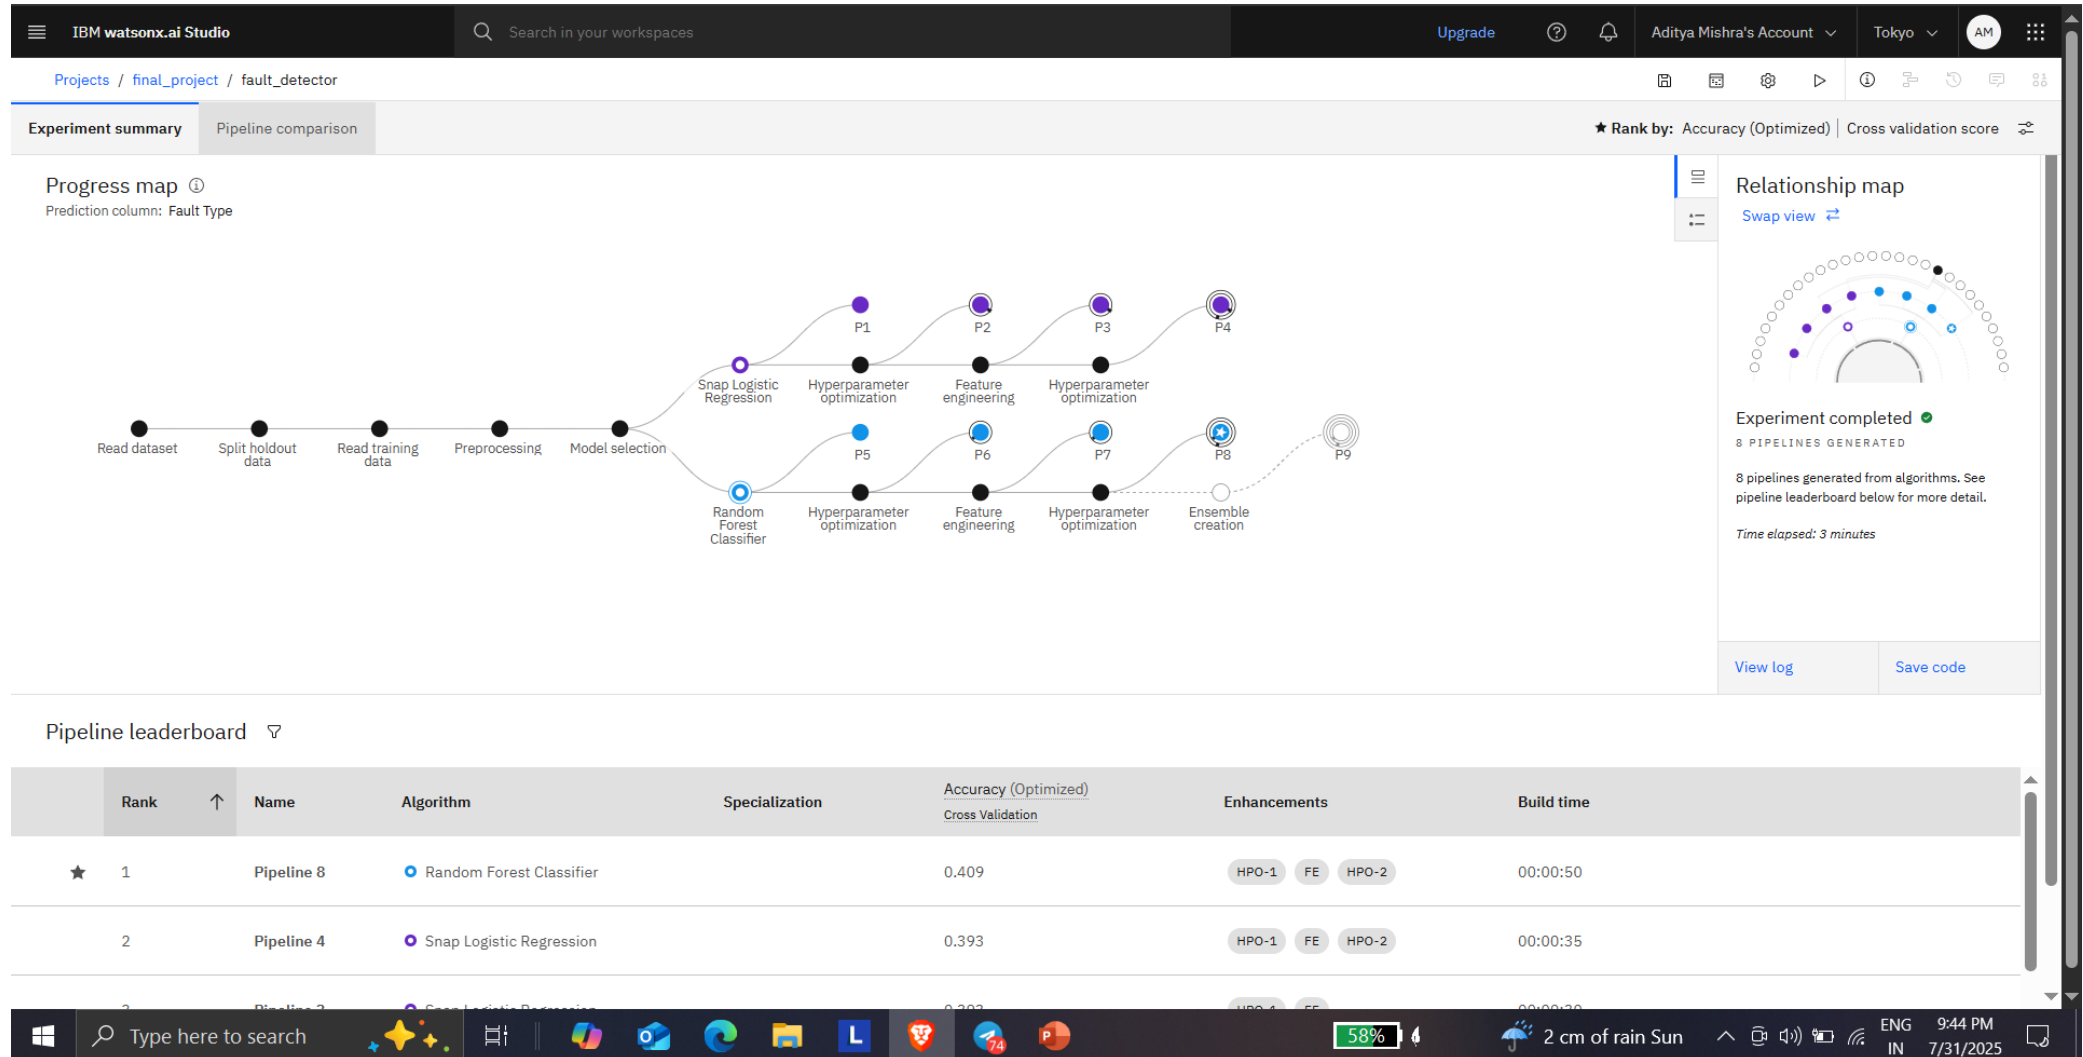 IBM watsonx.ai Studio
Search in your workspaces
Upgrade
Aditya Mishra's Account
Tokyo
AM
Projects / final_project / fault_detector
Experiment summary
Pipeline comparison
★ Rank by: Accuracy (Optimized) | Cross validation score
Progress map
Prediction column: Fault Type
P1
P2
P3
P4
Snap Logistic
Regression
Hyperparameter
optimization
Feature
engineering
Hyperparameter
optimization
Read dataset
Split holdout
data
Read training
data
Preprocessing
Model selection
P5
P6
P7
P8
P9
Random
Forest
Classifier
Hyperparameter
optimization
Feature
engineering
Hyperparameter
optimization
Ensemble
creation
Relationship map
Swap view
Experiment completed
8 PIPELINES GENERATED
8 pipelines generated from algorithms. See
pipeline leaderboard below for more detail.
Time elapsed: 3 minutes
View log
Save code
Pipeline leaderboard
Rank
Name
Algorithm
Specialization
Accuracy (Optimized)
Cross Validation
Enhancements
Build time
1 Pipeline 8 Random Forest Classifier 0.409 HPO-1 FE HPO-2 00:00:50
2 Pipeline 4 Snap Logistic Regression 0.393 HPO-1 FE HPO-2 00:00:35
Snap Logistic Regression HPO-1 FE
Type here to search
L
74
P
58%
2 cm of rain Sun
ENG
IN
9:44 PM
7/31/2025